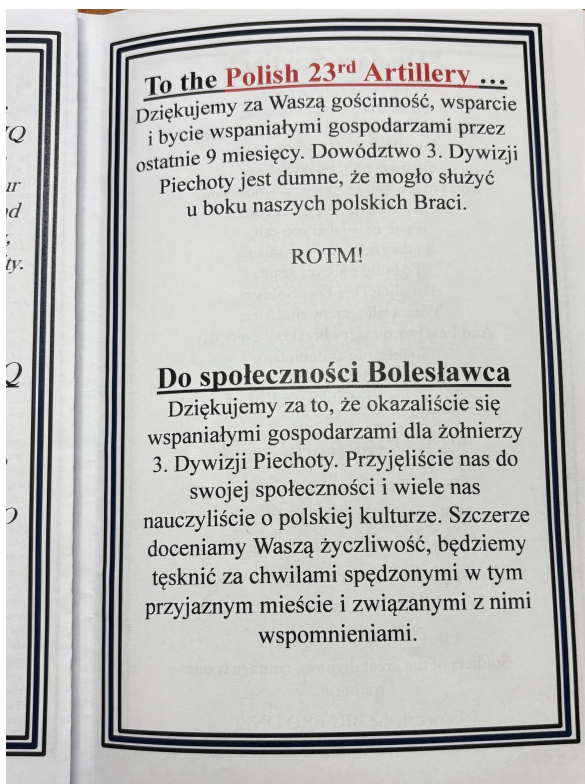 Q
ur
d
ty.
Q
O
To the Polish 23rd Artillery ...
Dziękujemy za Waszą gościnność, wsparcie
i bycie wspaniałymi gospodarzami przez
ostatnie 9 miesięcy. Dowództwo 3. Dywizji
Piechoty jest dumne, że mogło służyć
u boku naszych polskich Braci.
ROTM!
Do społeczności Bolesławca
Dziękujemy za to, że okazaliście się
wspaniałymi gospodarzami dla żołnierzy
3. Dywizji Piechoty. Przyjęliście nas do
swojej społeczności i wiele nas
nauczyliście o polskiej kulturze. Szczerze
doceniamy Waszą życzliwość, będziemy
tęsknić za chwilami spędzonymi w tym
przyjaznym mieście i związanymi z nimi
wspomnieniami.